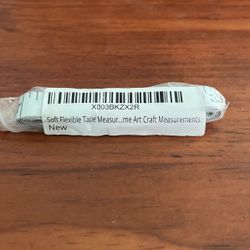 X003BKZX2R
Soft Flexible Tape Measur...me Art Craft Measurements
New